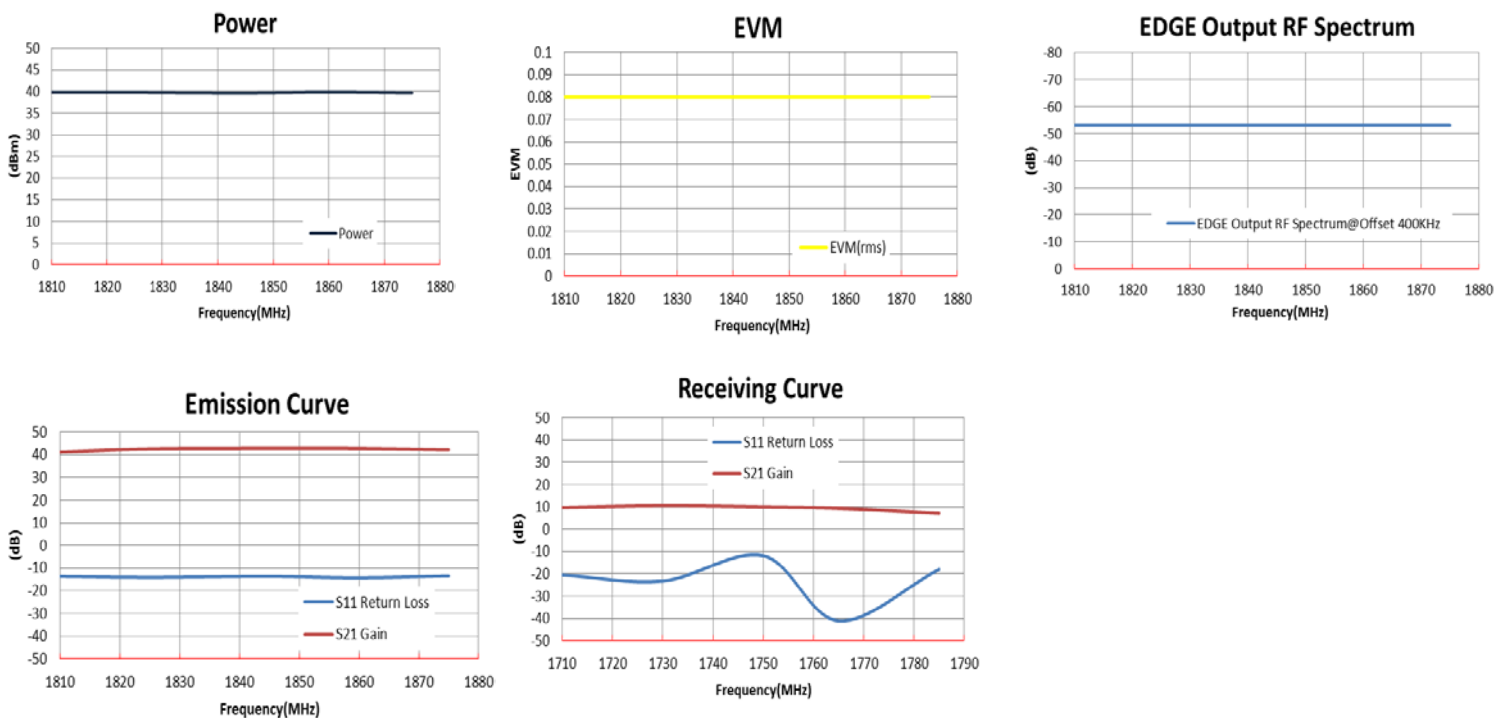 Power
50
45
40
35
30
25
20
15
10
5
0
(dBm)
Power
1810 1820 1830 1840 1850 1860 1870 1880
Frequency(MHz)
EVM
0.1
0.09
0.08
0.07
0.06
0.05
0.04
0.03
0.02
0.01
0
EVM
EVM(rms)
1810 1820 1830 1840 1850 1860 1870 1880
Frequency(MHz)
EDGE Output RF Spectrum
-80
-70
-60
-50
-40
-30
-20
-10
0
(dB)
EDGE Output RF Spectrum@Offset 400KHz
1810 1820 1830 1840 1850 1860 1870 1880
Frequency(MHz)
Emission Curve
50
40
30
20
10
0
-10
-20
-30
-40
-50
(dB)
S11 Return Loss
S21 Gain
1810 1820 1830 1840 1850 1860 1870 1880
Frequency(MHz)
Receiving Curve
50
40
30
20
10
0
-10
-20
-30
-40
-50
(dB)
S11 Return Loss
S21 Gain
1710 1720 1730 1740 1750 1760 1770 1780 1790
Frequency(MHz)